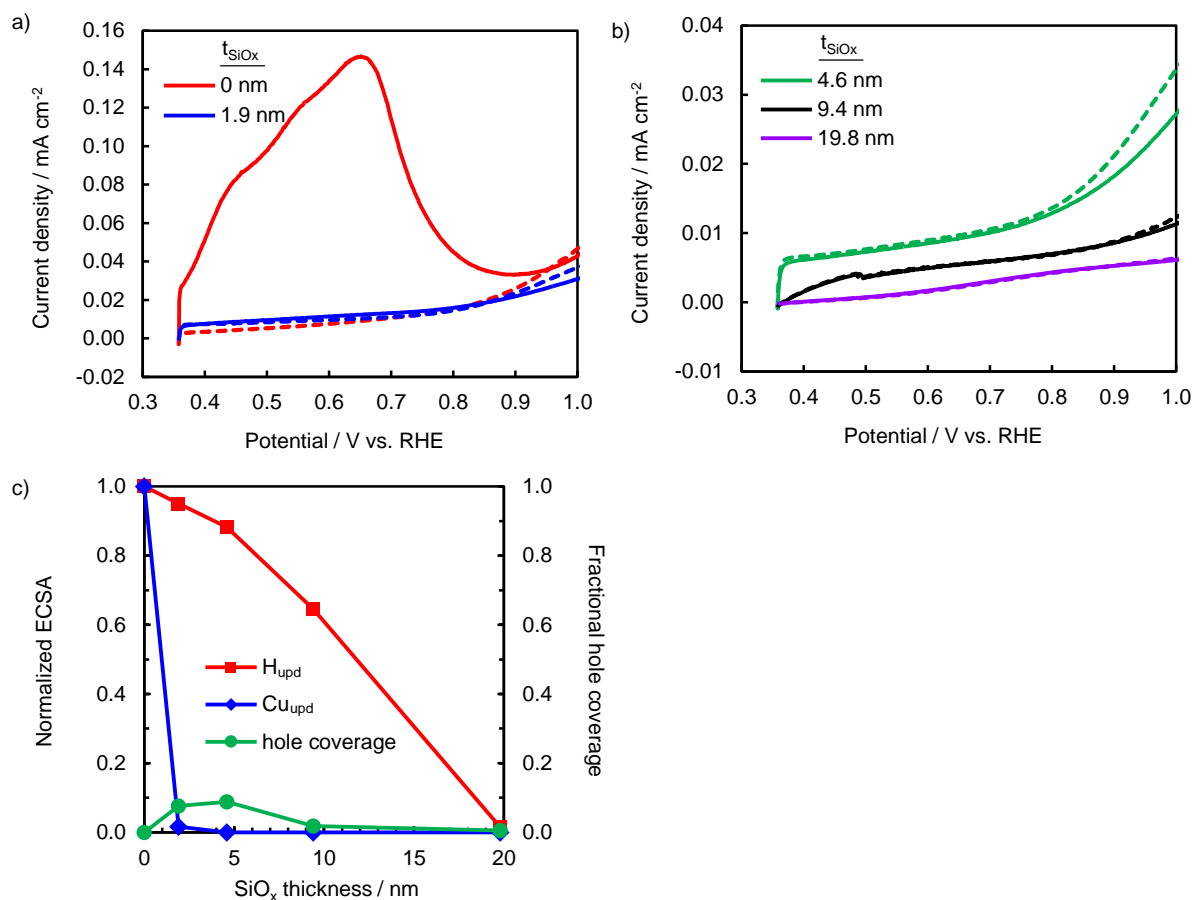 a)
t_SiOx
0 nm
1.9 nm
Current density / mA cm⁻²
0.16
0.14
0.12
0.10
0.08
0.06
0.04
0.02
0.00
-0.02
0.3 0.4 0.5 0.6 0.7 0.8 0.9 1.0
Potential / V vs. RHE
b)
t_SiOx
4.6 nm
9.4 nm
19.8 nm
Current density / mA cm⁻²
0.04
0.03
0.02
0.01
0.00
-0.01
0.3 0.4 0.5 0.6 0.7 0.8 0.9 1.0
Potential / V vs. RHE
c)
Normalized ECSA
1.0
0.8
0.6
0.4
0.2
0.0
H_upd
Cu_upd
hole coverage
1.0
0.8
0.6
0.4
0.2
0.0
Fractional hole coverage
0 5 10 15 20
SiO_x thickness / nm